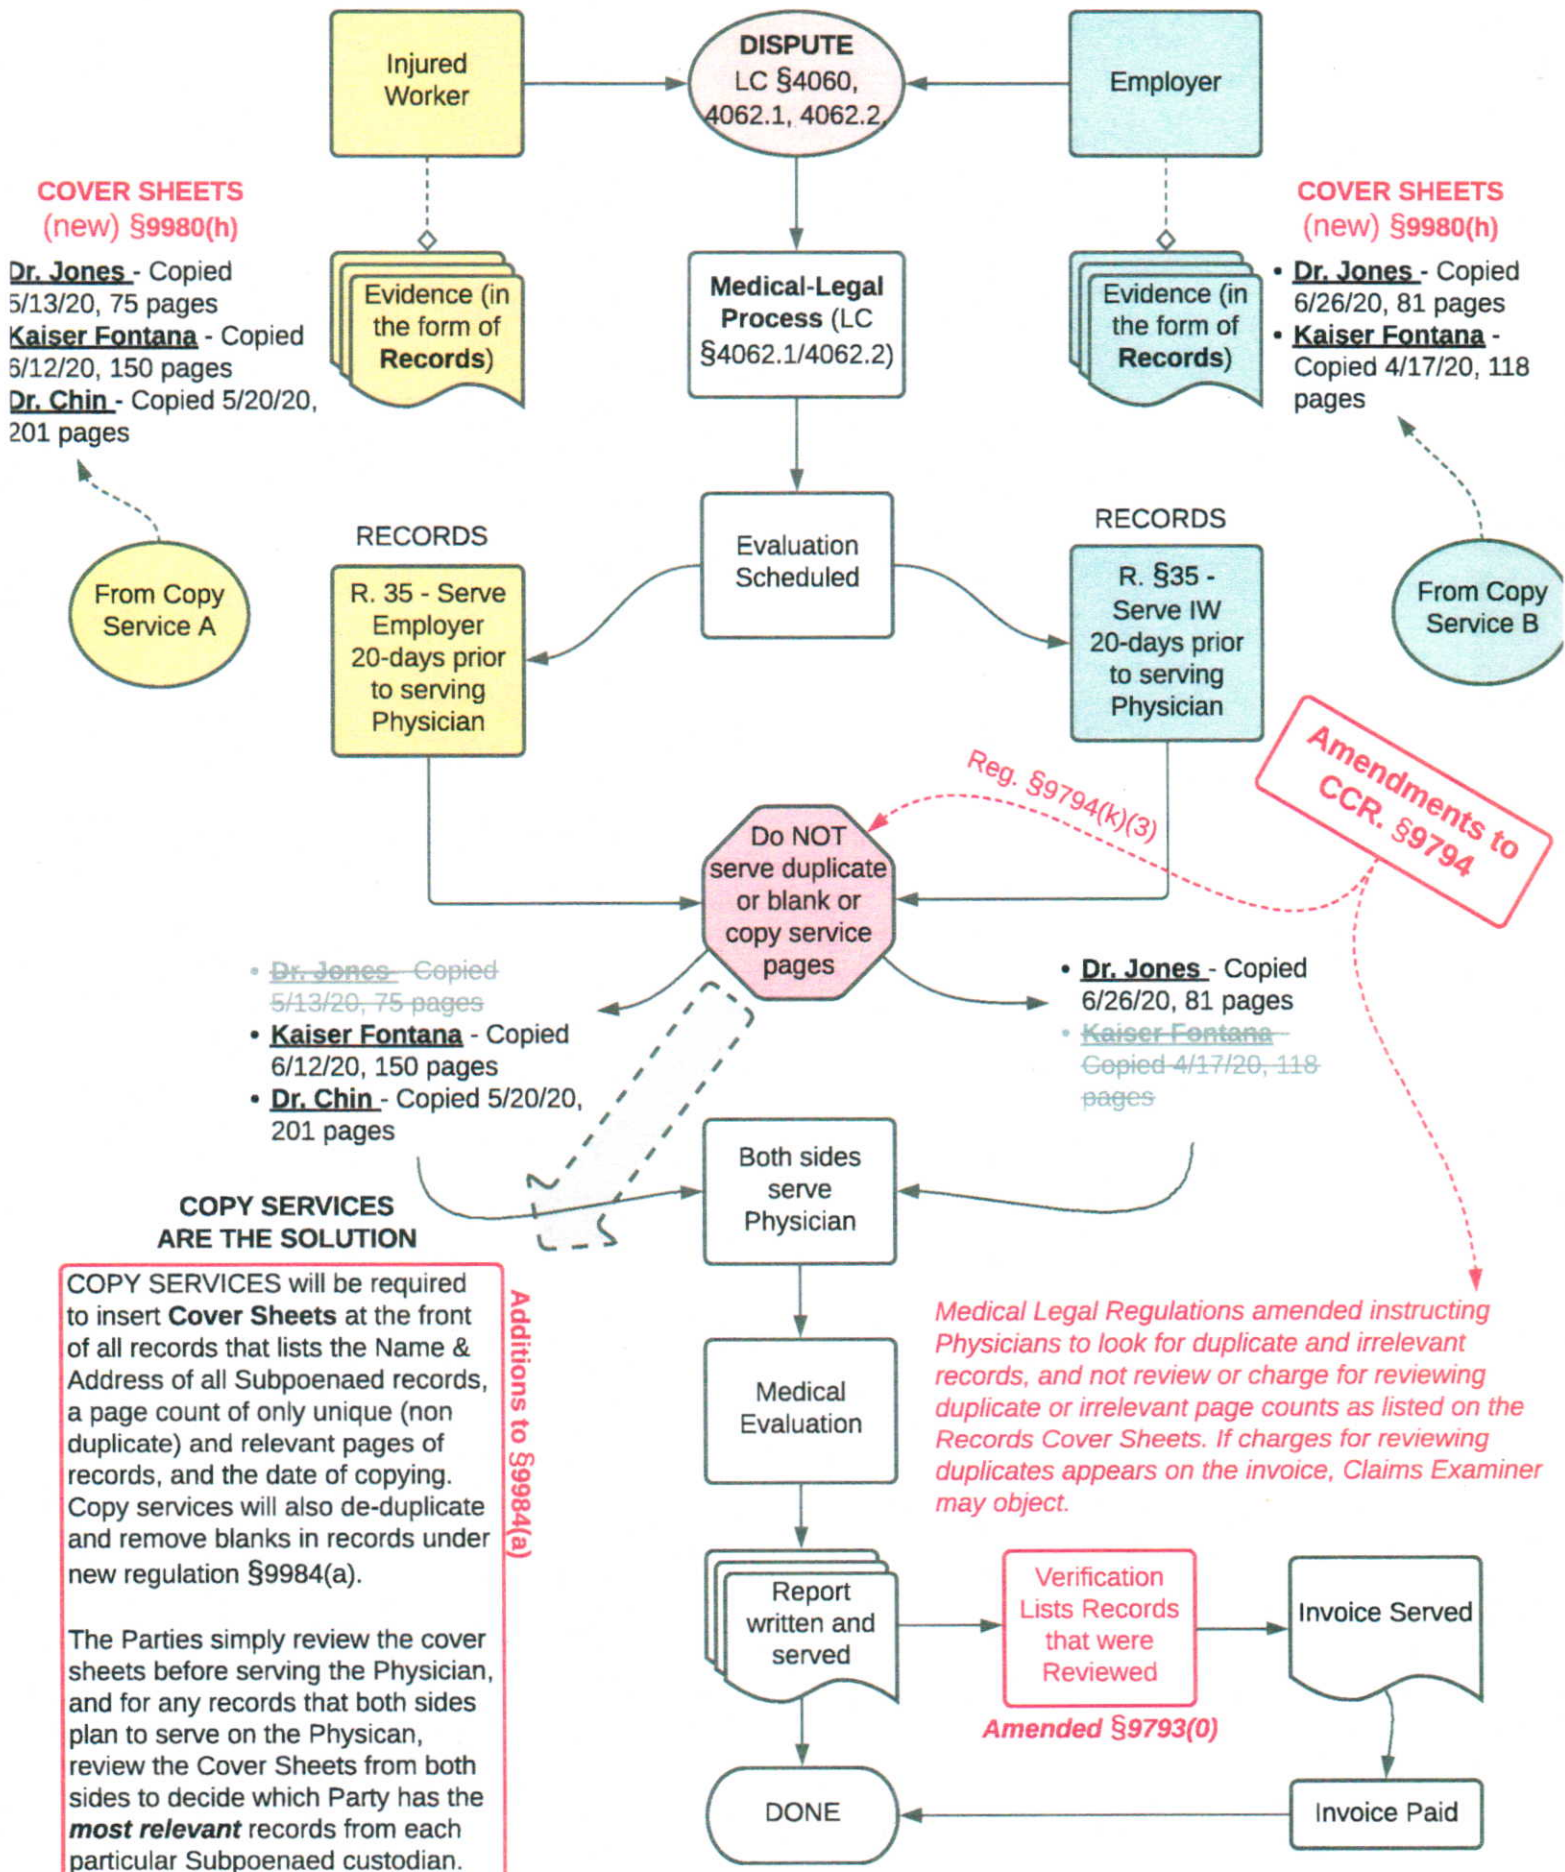 Injured
Worker
DISPUTE
LC §4060,
4062.1, 4062.2,
Employer
COVER SHEETS
(new) §9980(h)
Dr. Jones - Copied
5/13/20, 75 pages
Kaiser Fontana - Copied
6/12/20, 150 pages
Dr. Chin - Copied 5/20/20,
201 pages
Evidence (in
the form of
Records)
Medical-Legal
Process (LC
§4062.1/4062.2)
Evidence (in
the form of
Records)
COVER SHEETS
(new) §9980(h)
• Dr. Jones - Copied
6/26/20, 81 pages
• Kaiser Fontana -
Copied 4/17/20, 118
pages
From Copy
Service A
RECORDS
R. 35 - Serve
Employer
20-days prior
to serving
Physician
Evaluation
Scheduled
RECORDS
R. §35 -
Serve IW
20-days prior
to serving
Physician
From Copy
Service B
Reg. §9794(k)(3)
Amendments to
CCR. §9794
Do NOT
serve duplicate
or blank or
copy service
pages
• Dr. Jones - Copied
5/13/20, 75 pages
• Kaiser Fontana - Copied
6/12/20, 150 pages
• Dr. Chin - Copied 5/20/20,
201 pages
• Dr. Jones - Copied
6/26/20, 81 pages
• Kaiser Fontana -
Copied 4/17/20, 118
pages
Both sides
serve
Physician
COPY SERVICES
ARE THE SOLUTION
COPY SERVICES will be required
to insert Cover Sheets at the front
of all records that lists the Name &
Address of all Subpoenaed records,
a page count of only unique (non
duplicate) and relevant pages of
records, and the date of copying.
Copy services will also de-duplicate
and remove blanks in records under
new regulation §9984(a).
The Parties simply review the cover
sheets before serving the Physician,
and for any records that both sides
plan to serve on the Physican,
review the Cover Sheets from both
sides to decide which Party has the
most relevant records from each
particular Subpoenaed custodian.
Additions to §9984(a)
Medical
Evaluation
Medical Legal Regulations amended instructing
Physicians to look for duplicate and irrelevant
records, and not review or charge for reviewing
duplicate or irrelevant page counts as listed on the
Records Cover Sheets. If charges for reviewing
duplicates appears on the invoice, Claims Examiner
may object.
Report
written and
served
Verification
Lists Records
that were
Reviewed
Amended §9793(0)
Invoice Served
DONE
Invoice Paid